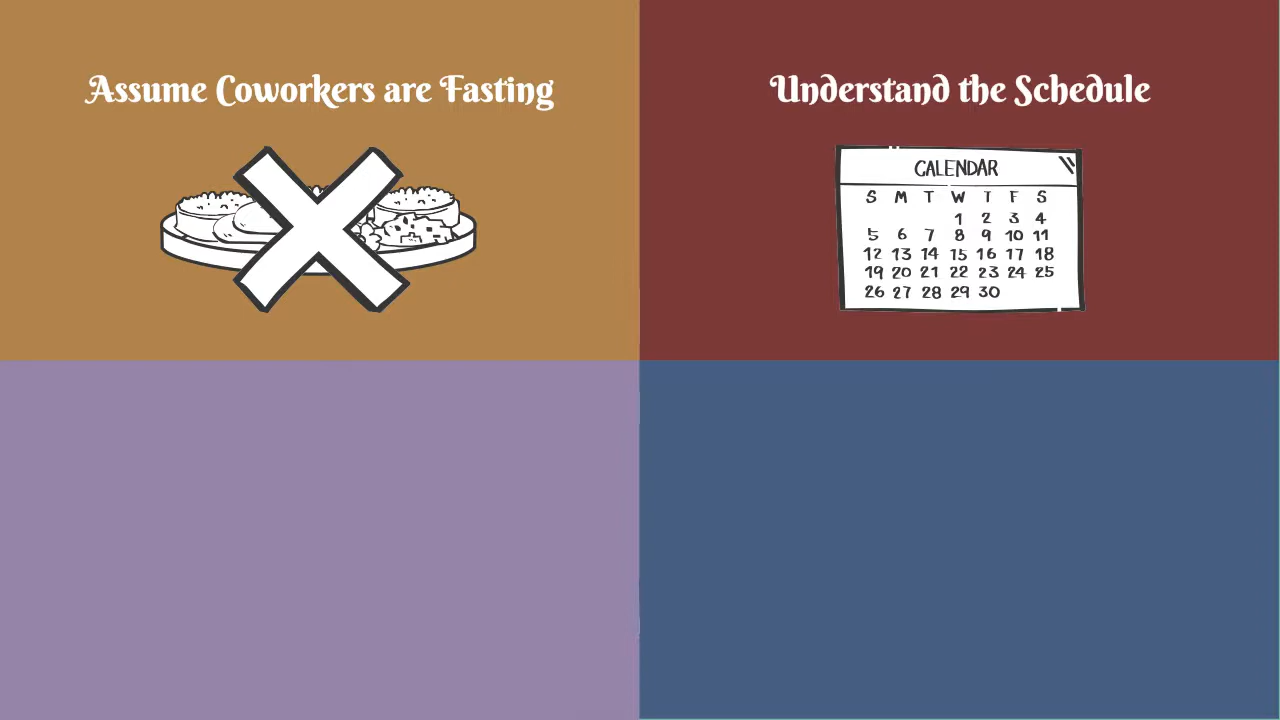 Assume Coworkers are Fasting
Understand the Schedule
CALENDAR
S M T W T F S
1 2 3 4
5 6 7 8 9 10 11
12 13 14 15 16 17 18
19 20 21 22 23 24 25
26 27 28 29 30